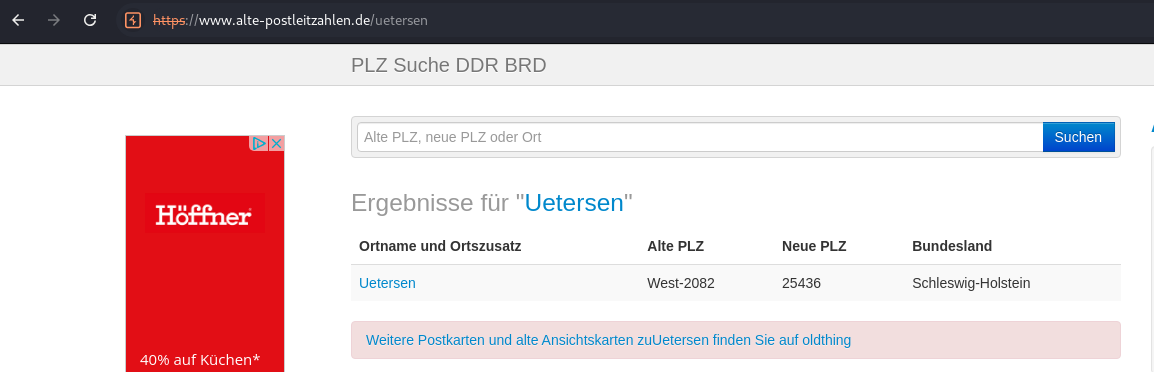 https://www.alte-postleitzahlen.de/uetersen
PLZ Suche DDR BRD
Alte PLZ, neue PLZ oder Ort
Suchen
Höffner
40% auf Küchen*
Ergebnisse für "Uetersen"
Ortname und Ortszusatz Alte PLZ Neue PLZ Bundesland
Uetersen West-2082 25436 Schleswig-Holstein
Weitere Postkarten und alte Ansichtskarten zuUetersen finden Sie auf oldthing